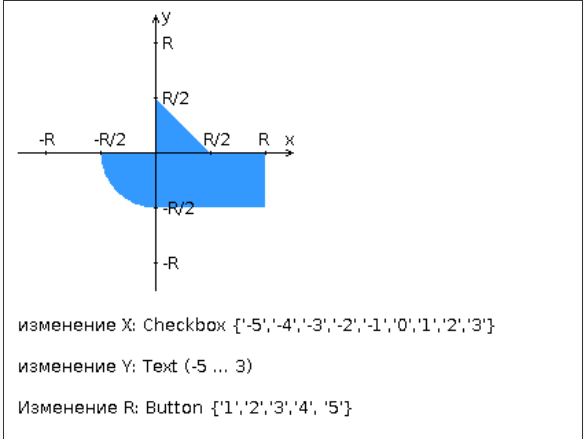 y
R
R/2
-R -R/2 R/2 R x
-R/2
-R
изменение X: Checkbox {'-5','-4','-3','-2','-1','0','1','2','3'}
изменение Y: Text (-5 ... 3)
Изменение R: Button {'1','2','3','4', '5'}